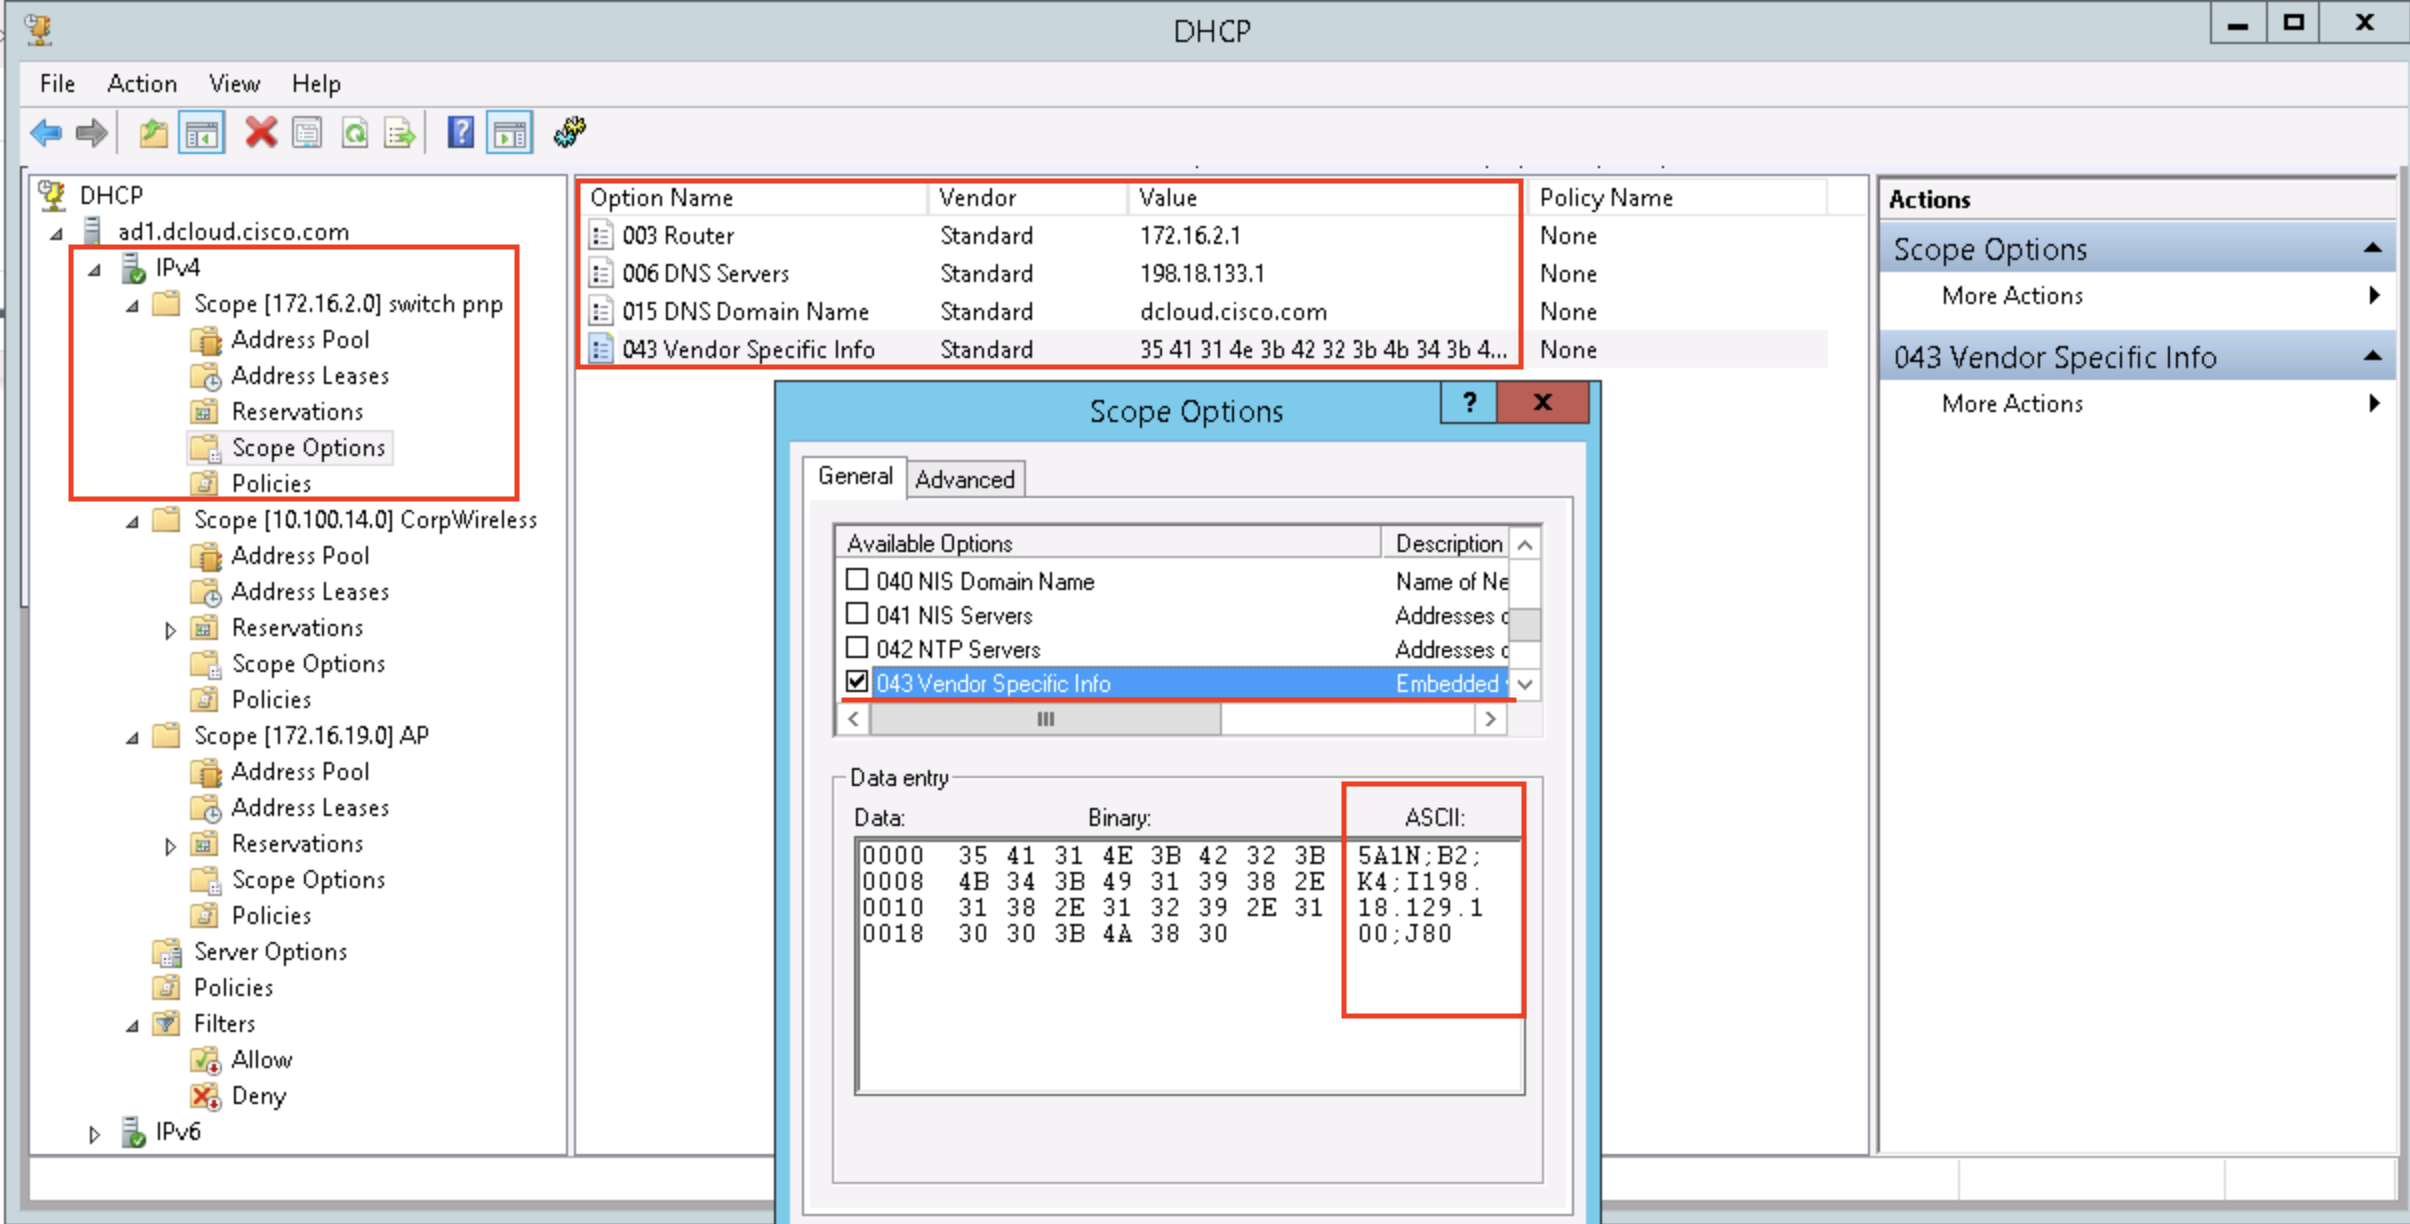 DHCP
File Action View Help
DHCP
ad1.dcloud.cisco.com
IPv4
Scope [172.16.2.0] switch pnp
Address Pool
Address Leases
Reservations
Scope Options
Policies
Scope [10.100.14.0] CorpWireless
Address Pool
Address Leases
Reservations
Scope Options
Policies
Scope [172.16.19.0] AP
Address Pool
Address Leases
Reservations
Scope Options
Policies
Server Options
Policies
Filters
Allow
Deny
IPv6
Option Name Vendor Value Policy Name
003 Router Standard 172.16.2.1 None
006 DNS Servers Standard 198.18.133.1 None
015 DNS Domain Name Standard dcloud.cisco.com None
043 Vendor Specific Info Standard 35 41 31 4e 3b 42 32 3b 4b 34 3b 4... None
Scope Options
General Advanced
Available Options Description
040 NIS Domain Name Name of Ne
041 NIS Servers Addresses
042 NTP Servers Addresses
043 Vendor Specific Info Embedded
Data entry
Data: Binary: ASCII:
0000 35 41 31 4E 3B 42 32 3B 5A1N;B2;
0008 4B 34 3B 49 31 39 38 2E K4;I198.
0010 31 38 2E 31 32 39 2E 31 18.129.1
0018 30 30 3B 4A 38 30 00;J80
Actions
Scope Options
More Actions
043 Vendor Specific Info
More Actions